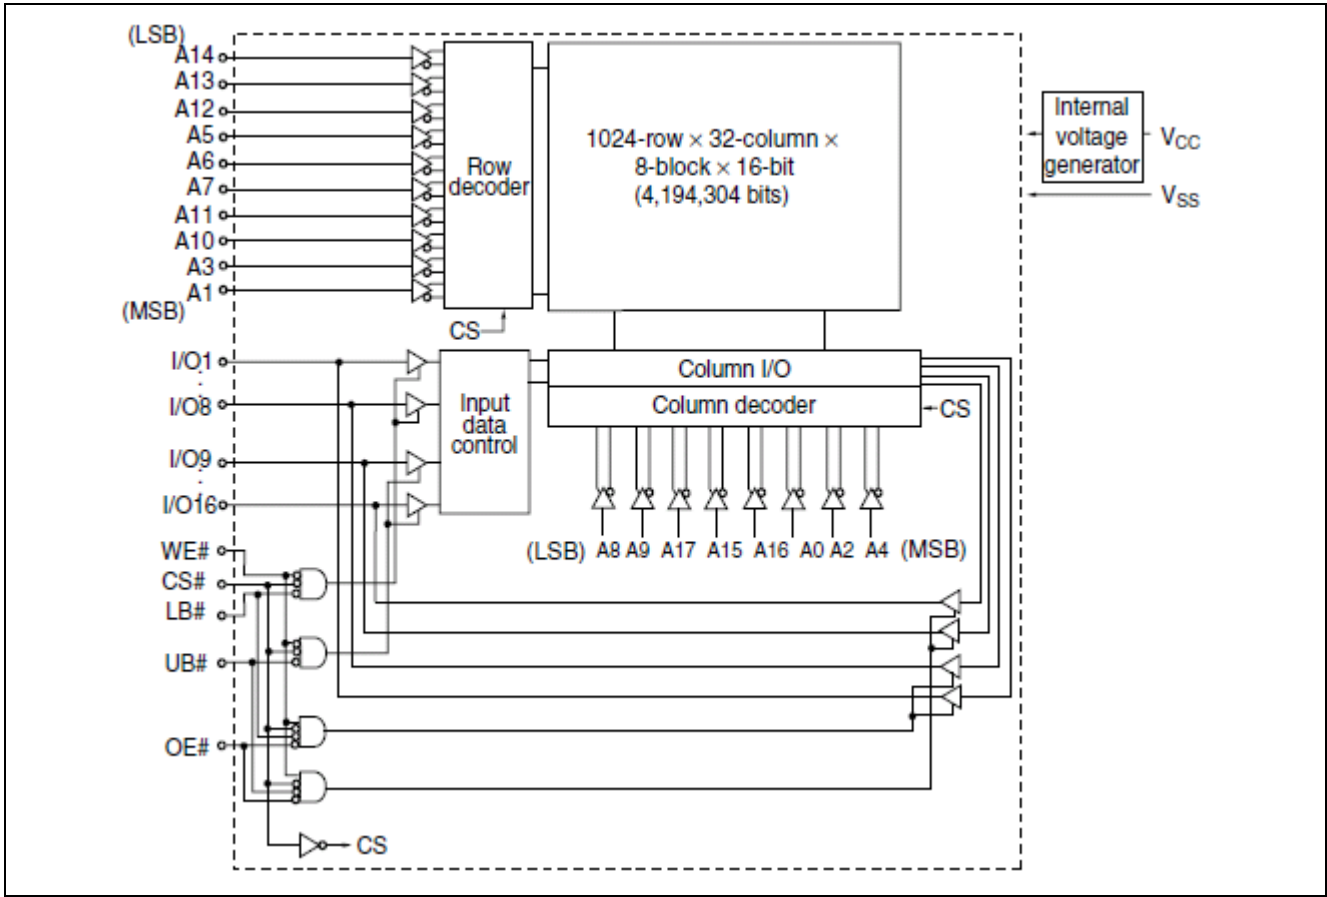 (LSB)
A14
A13
A12
A5
A6
A7
A11
A10
A3
A1
(MSB)
Row
decoder
CS
1024-row × 32-column ×
8-block × 16-bit
(4,194,304 bits)
Internal
voltage
generator
VCC
VSS
I/O1
I/O8
I/O9
I/O16
Input
data
control
Column I/O
Column decoder
CS
(LSB) A8 A9 A17 A15 A16 A0 A2 A4 (MSB)
WE#
CS#
LB#
UB#
OE#
CS